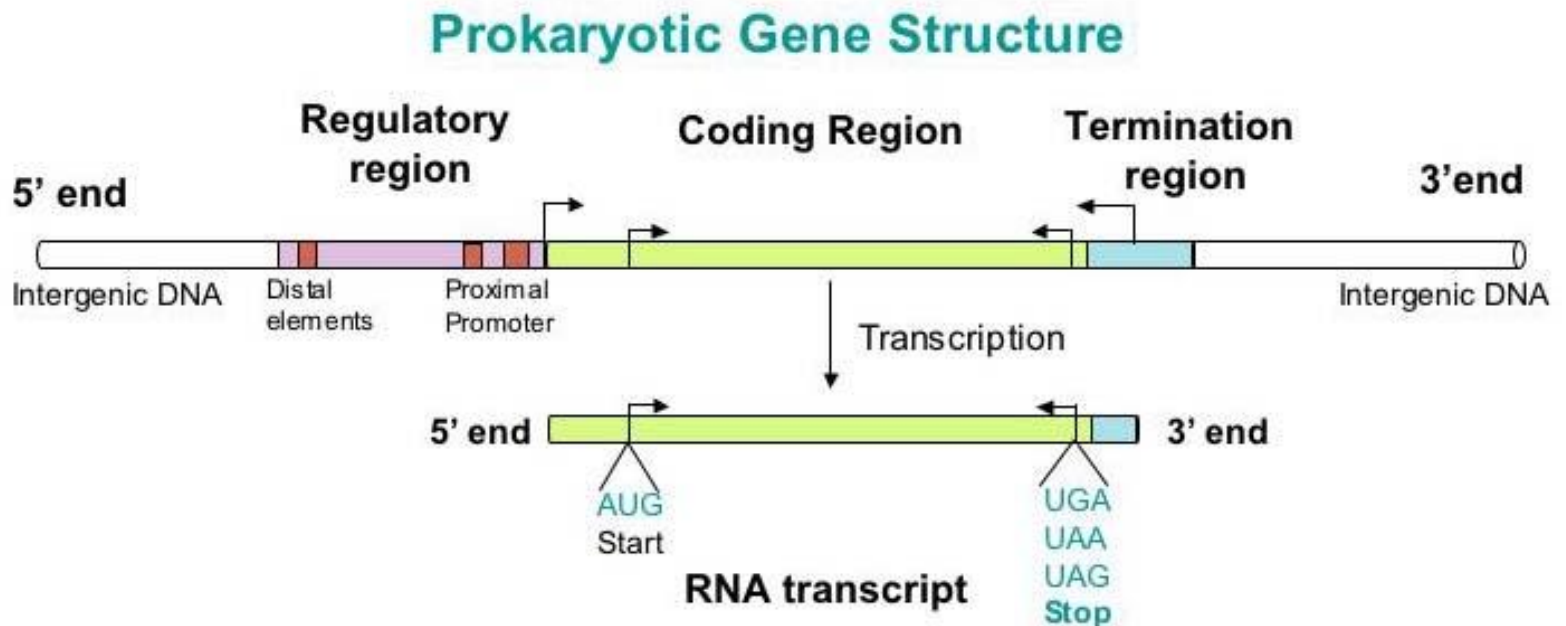 Prokaryotic Gene Structure
Regulatory
region
Coding Region
Termination
region
5’ end
3’end
Intergenic DNA
Distal
elements
Proximal
Promoter
Intergenic DNA
Transcription
5’ end
3’ end
AUG
Start
UGA
UAA
UAG
Stop
RNA transcript